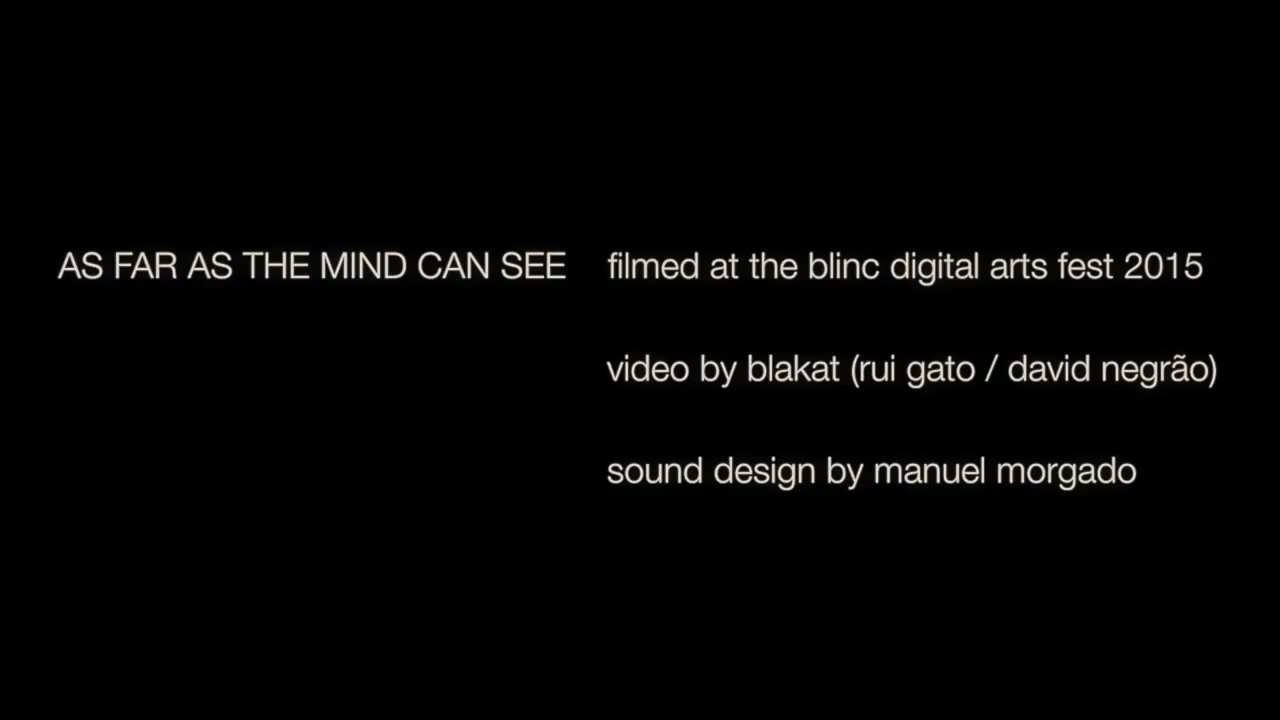 AS FAR AS THE MIND CAN SEE filmed at the blinc digital arts fest 2015
video by blakat (rui gato / david negrão)
sound design by manuel morgado